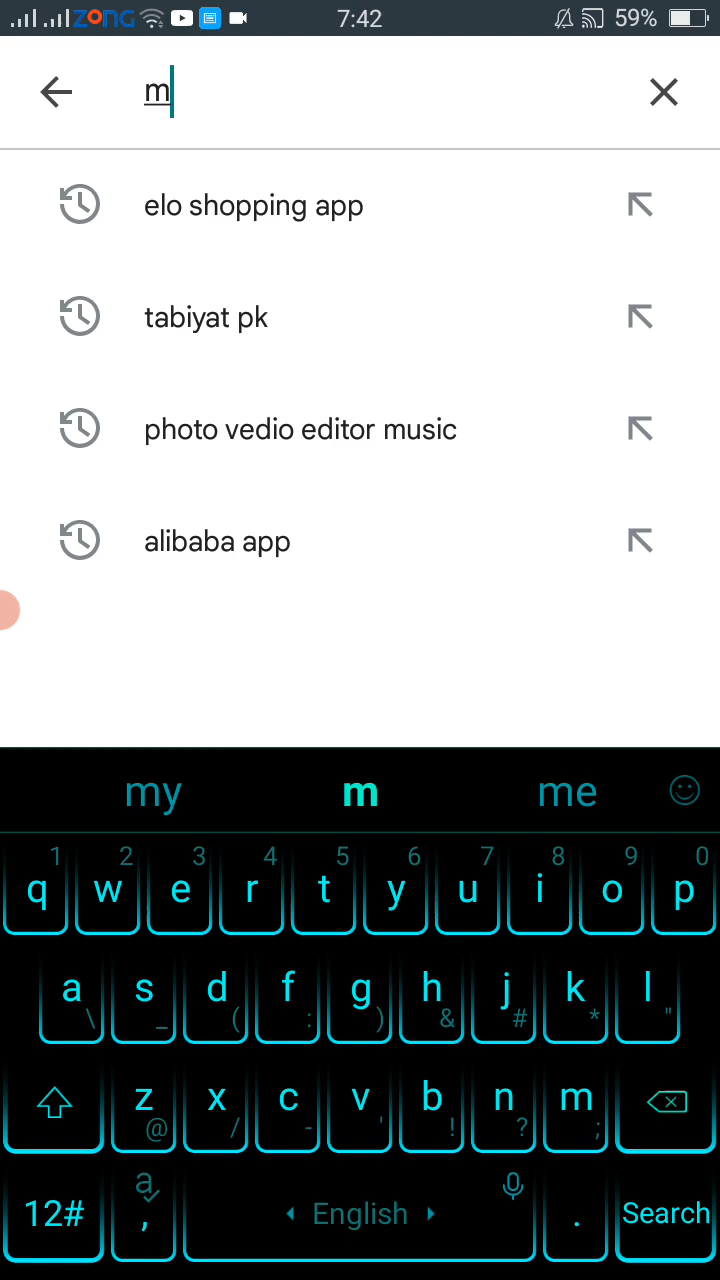 ZONG 7:42 59%
m
elo shopping app
tabiyat pk
photo vedio editor music
alibaba app
my m me
1 2 3 4 5 6 7 8 9 0
q w e r t y u i o p
a s d f g h j k l
\ _ ( : ) & # * "
z x c v b n m
@ / - ' ! ? ;
12# a , English . Search